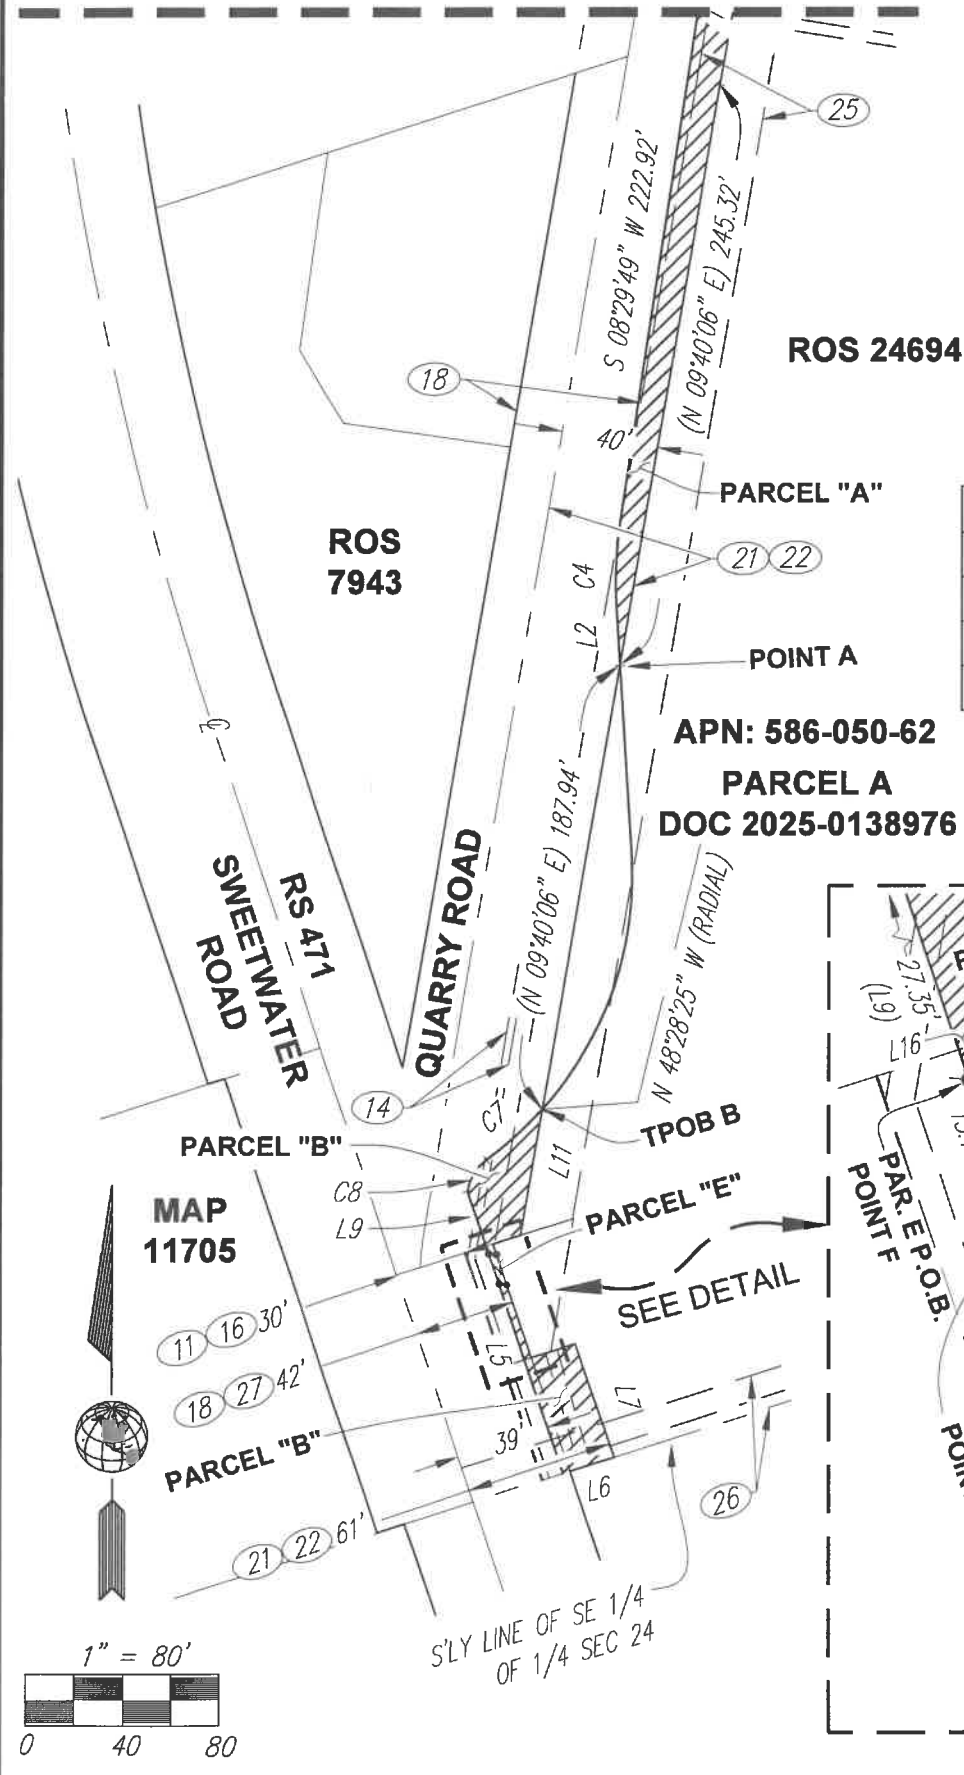 25
S 08°29'49" W 222.92'
(N 09°40'06" E) 245.32'
ROS 24694
18
40'
PARCEL "A"
ROS
7943
21 22
C4
L2
POINT A
APN: 586-050-62
PARCEL A
DOC 2025-0138976
(N 09°40'06" E) 187.94'
N 48°28'25" W (RADIAL)
QUARRY ROAD
RS 471
SWEETWATER
ROAD
27.35'
(L9)
L16
14
C7
TPOB B
PARCEL "B"
L11
C8
L9
PARCEL "E"
MAP
11705
PAR. E P.O.B.
POINT F
SEE DETAIL
11 16 30'
18 27 42'
L5
L7
PARCEL "B"
39'
L6
26
21 22 61'
S'LY LINE OF SE 1/4
OF 1/4 SEC 24
1" = 80'
0 40 80